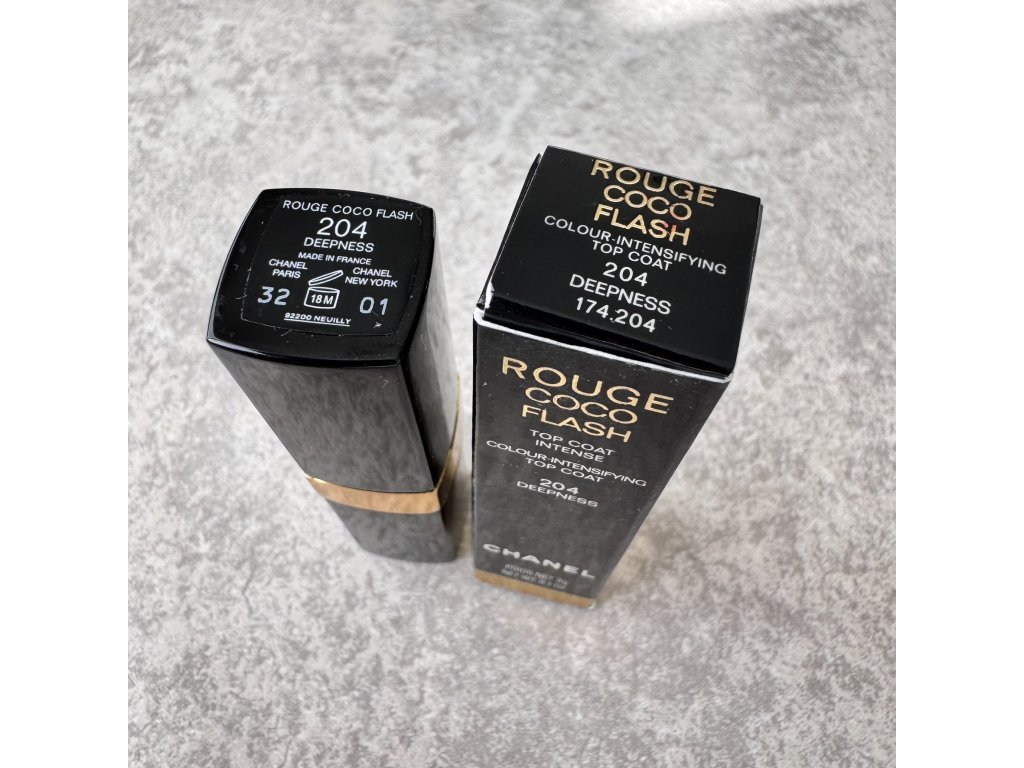 ROUGE COCO FLASH
204
DEEPNESS
MADE IN FRANCE
CHANEL CHANEL
PARIS NEW YORK
32 18M 01
92200 NEUILLY
ROUGE
COCO
FLASH
COLOUR-INTENSIFYING
TOP COAT
204
DEEPNESS
174.204
ROUGE
COCO
FLASH
TOP COAT
INTENSE
COLOUR-INTENSIFYING
TOP COAT
204
DEEPNESS
CHANEL